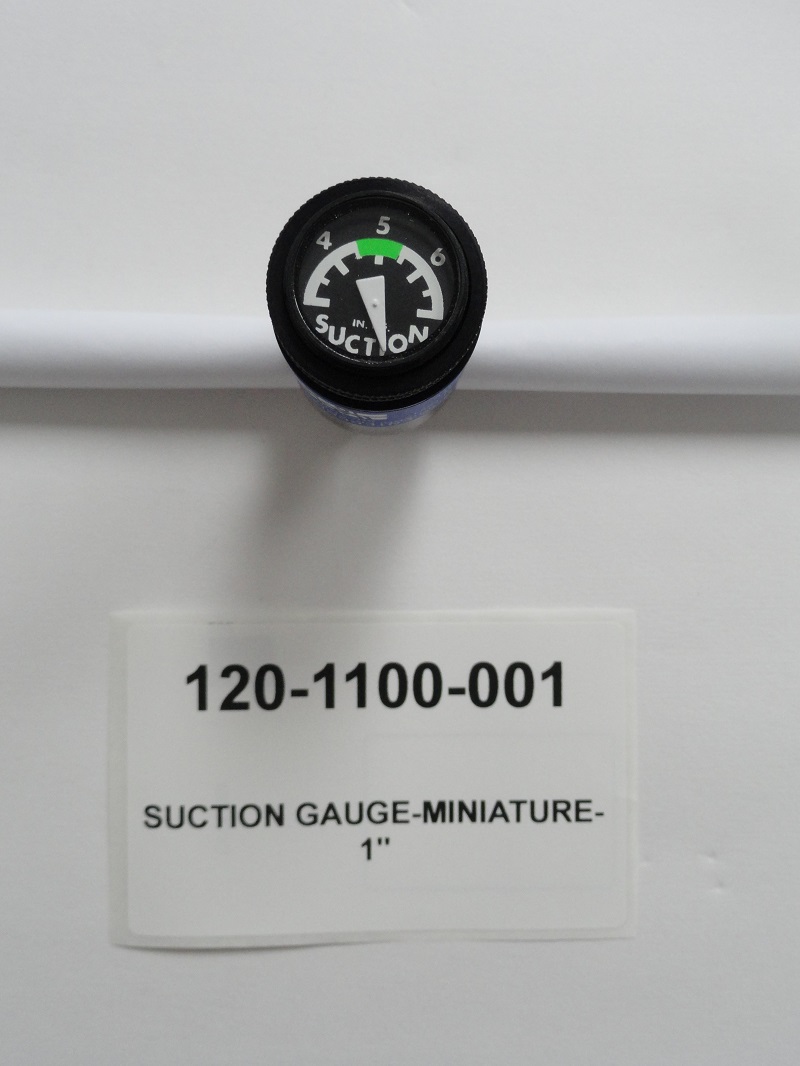 4 5 6
IN.
SUCTION
120-1100-001
SUCTION GAUGE-MINIATURE-
1"